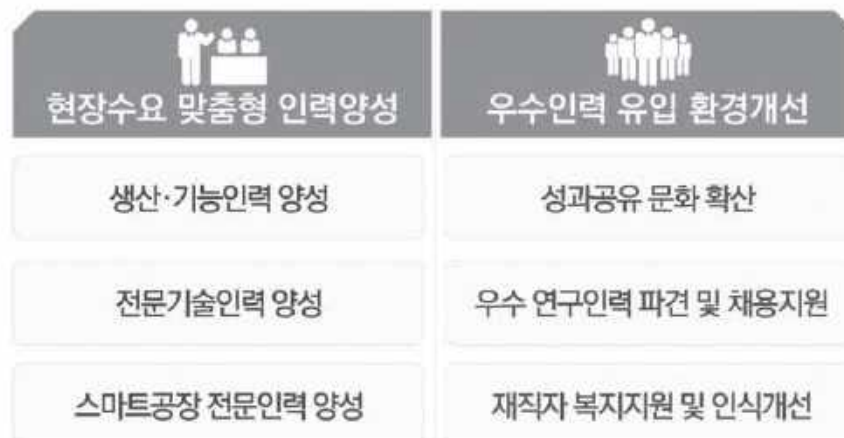 현장수요 맞춤형 인력양성
우수인력 유입 환경개선
생산·기능인력 양성
성과공유 문화 확산
전문기술인력 양성
우수 연구인력 파견 및 채용지원
스마트공장 전문인력 양성
재직자 복지지원 및 인식개선